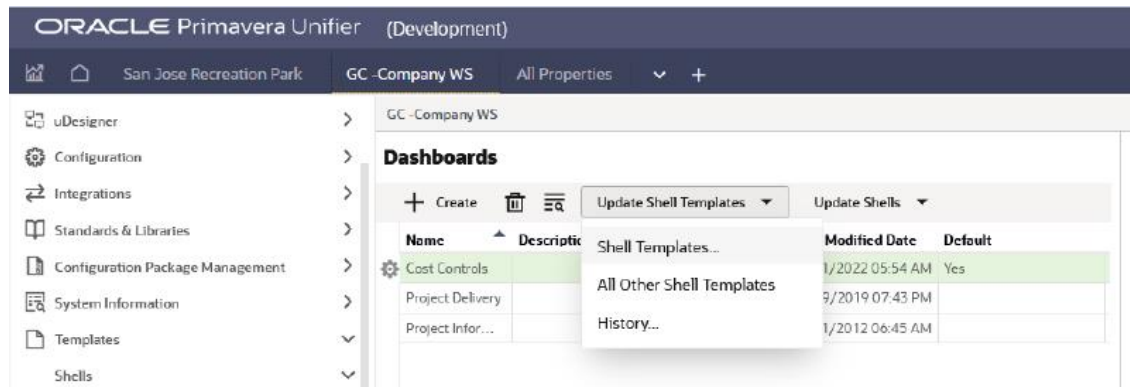 ORACLE Primavera Unifier (Development)
San Jose Recreation Park GC -Company WS All Properties
uDesigner
Configuration
Integrations
Standards & Libraries
Configuration Package Management
System Information
Templates
Shells
GC -Company WS
Dashboards
Create Update Shell Templates Update Shells
Name Descriptio Modified Date Default
Cost Controls 1/2022 05:54 AM Yes
Project Delivery 9/2019 07:43 PM
Project Infor... 1/2012 06:45 AM
Shell Templates...
All Other Shell Templates
History...